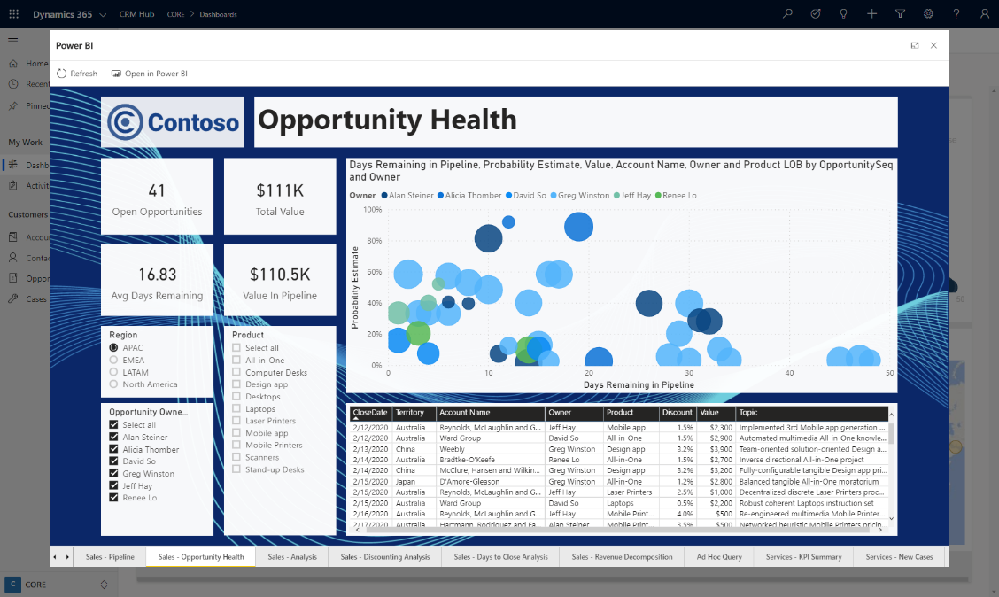 Dynamics 365
CRM Hub
CORE > Dashboards
Power BI
Refresh
Open in Power BI
Home
Recen
Pinned
My Work
Dashb
Activit
Customers
Accou
Contac
Oppor
Cases
CORE
C
Contoso
Opportunity Health
41
Open Opportunities
$111K
Total Value
16.83
Avg Days Remaining
$110.5K
Value In Pipeline
Region
APAC
EMEA
LATAM
North America
Opportunity Owne...
Select all
Alan Steiner
Alicia Thomber
David So
Greg Winston
Jeff Hay
Renee Lo
Product
Select all
All-in-One
Computer Desks
Design app
Desktops
Laptops
Laser Printers
Mobile app
Mobile Printers
Scanners
Stand-up Desks
Days Remaining in Pipeline, Probability Estimate, Value, Account Name, Owner and Product LOB by OpportunitySeq
and Owner
Owner Alan Steiner Alicia Thomber David So Greg Winston Jeff Hay Renee Lo
Probability Estimate
100%
80%
60%
40%
20%
0%
0 10 20 30 40 50
Days Remaining in Pipeline
50
CloseDate Territory Account Name Owner Product Discount Value Topic
2/12/2020 Australia Reynolds, McLaughlin and G... Jeff Hay Mobile app 1.5% $2,300 Implemented 3rd Mobile app generation ...
2/12/2020 Australia Ward Group David So All-in-One 1.5% $2,900 Automated multimedia All-in-One knowle...
2/13/2020 China Weebly Greg Winston Design app 3.2% $3,900 Team-oriented solution-oriented Design a...
2/14/2020 Australia Bradtke-O'Keefe Renee Lo All-in-One 1.5% $2,700 Inverse directional All-in-One project
2/14/2020 China McClure, Hansen and Wilkin... Greg Winston Design app 3.2% $3,200 Fully-configurable tangible Design app pri...
2/15/2020 Japan D'Amore-Gleason Greg Winston All-in-One 1.2% $2,800 Balanced tangible All-in-One moratorium
2/15/2020 Australia Reynolds, McLaughlin and G... Jeff Hay Laser Printers 2.5% $1,000 Decentralized discrete Laser Printers proc...
2/15/2020 Australia Ward Group David So Laptops 0.5% $2,200 Robust coherent Laptops instruction set
2/16/2020 Australia Reynolds, McLaughlin and G... Jeff Hay Mobile Print... 4.0% $500 Re-engineered multimedia Mobile Printer...
2/17/2020 Australia Hartmann, Rodriguez and Fa... Alan Steiner Mobile Print... 3.5% $500 Networked heuristic Mobile Printers pricin...
Sales - Pipeline
Sales - Opportunity Health
Sales - Analysis
Sales - Discounting Analysis
Sales - Days to Close Analysis
Sales - Revenue Decomposition
Ad Hoc Query
Services - KPI Summary
Services - New Cases